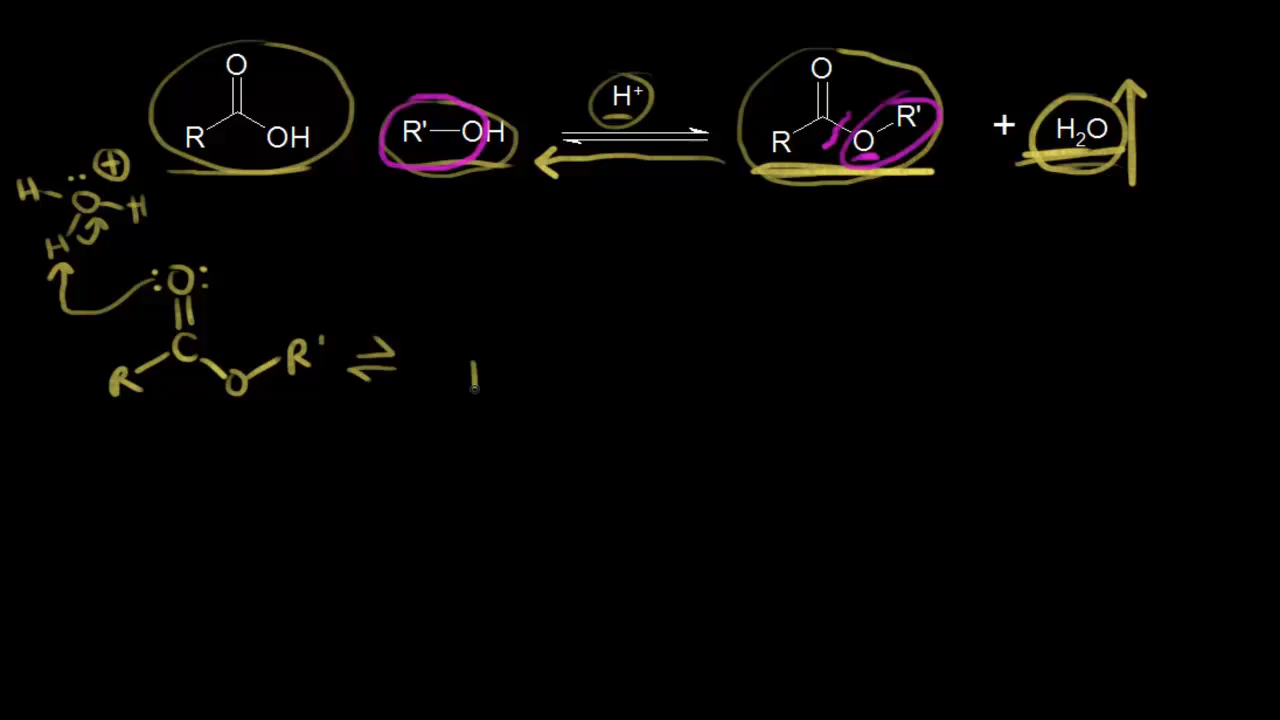 O O
R OH R'—OH H⁺ R O R' + H₂O
H O ⊕ H
H
:O:
C
R O R' ⇌